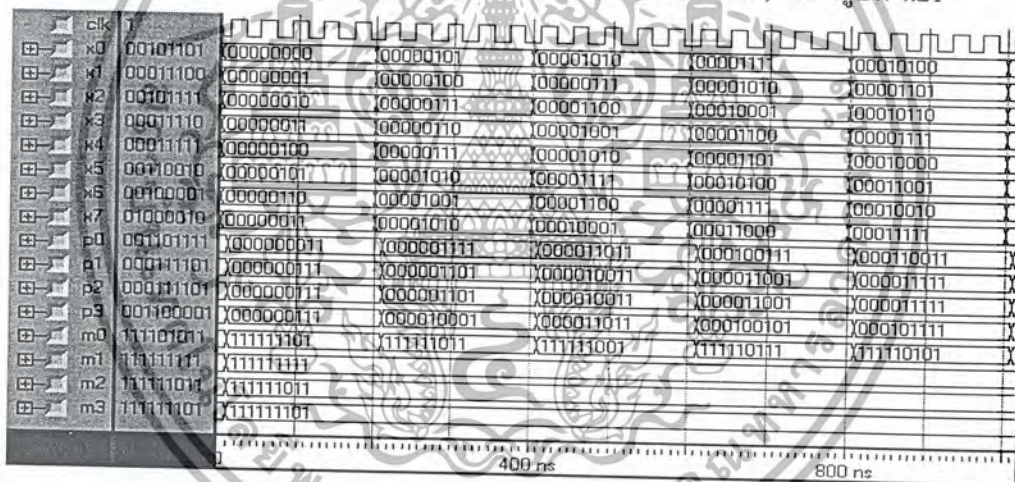 clk 1
x0 00101101 00000000 00000101 00001010 00001111 00010100
x1 00011100 00000001 00000100 00000111 00001010 00001101
x2 00101111 00000010 00000111 00001100 00010001 00010110
x3 00011110 00000011 00000110 00001001 00001100 00001111
x4 00011111 00000100 00000111 00001010 00001101 00010000
x5 00110010 00000101 00001010 00001111 00010100 00011001
x6 00100001 00000110 00001001 00001100 00001111 00010010
x7 01000010 00000011 00001010 00010001 00011000 00011111
p0 001101111 000000011 000001111 000011011 000100111 000110011
p1 000111101 000000111 000001101 000010011 000011001 000011111
p2 000111101 000000111 000001101 000010011 000011001 000011111
p3 001100001 000000111 000010001 000011011 000100101 000101111
m0 111101011 111111101 111111011 111111001 111110111 111110101
m1 111111111 111111111
m2 111111011 111111011
m3 111111101 111111101
400 ns 800 ns